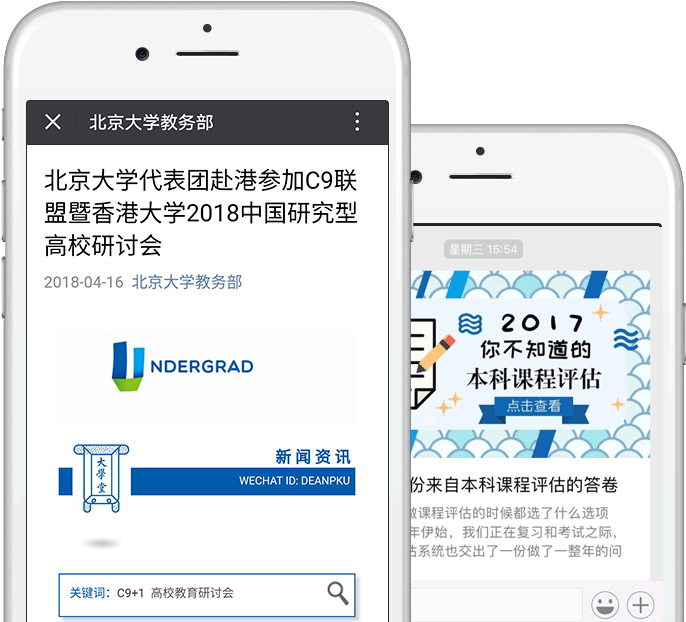 北京大学教务部
北京大学代表团赴港参加C9联
盟暨香港大学2018中国研究型
高校研讨会
2018-04-16 北京大学教务部
UNDERGRAD
大學堂
新闻资讯
WECHAT ID: DEANPKU
关键词：C9+1 高校教育研讨会
星期三 15:54
2017
你不知道的
本科课程评估
点击查看
份来自本科课程评估的答卷
课程评估的时候都选了什么选项
年伊始，我们正在复习和考试之际，
系统也交出了一份做了一整年的问